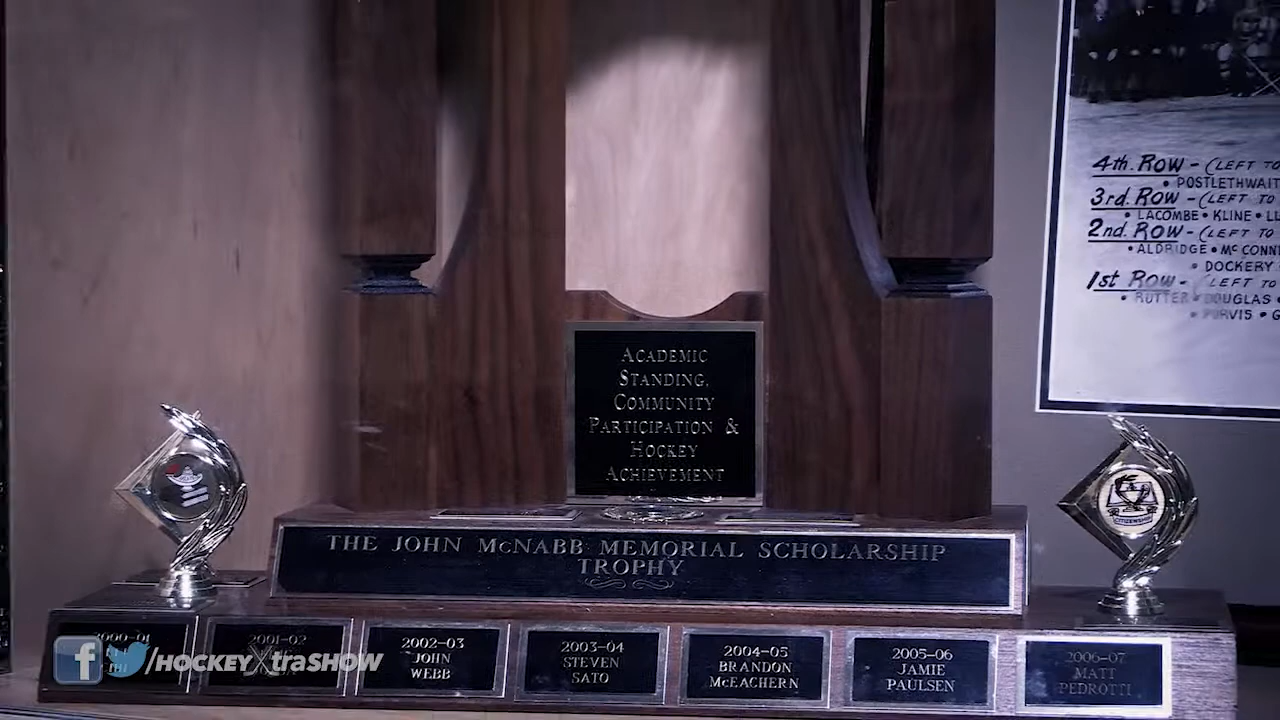 4th. ROW - (LEFT TO
• POSTLETHWAIT
3rd. ROW - (LEFT TO
• LACOMBE • KLINE • LL
2nd. ROW - (LEFT TO
• ALDRIDGE • McCONN
• DOCKERY
1st ROW - (LEFT TO
• RUTTER • DOUGLAS •
• PURVIS • G
ACADEMIC
STANDING,
COMMUNITY
PARTICIPATION &
HOCKEY
ACHIEVEMENT
CITIZENSHIP
THE JOHN McNABB MEMORIAL SCHOLARSHIP
TROPHY
2000-01
2001-02
2002-03
JOHN
WEBB
2003-04
STEVEN
SATO
2004-05
BRANDON
McEACHERN
2005-06
JAMIE
PAULSEN
2006-07
MATT
PEDROTTI
f /HOCKEYXtraSHOW